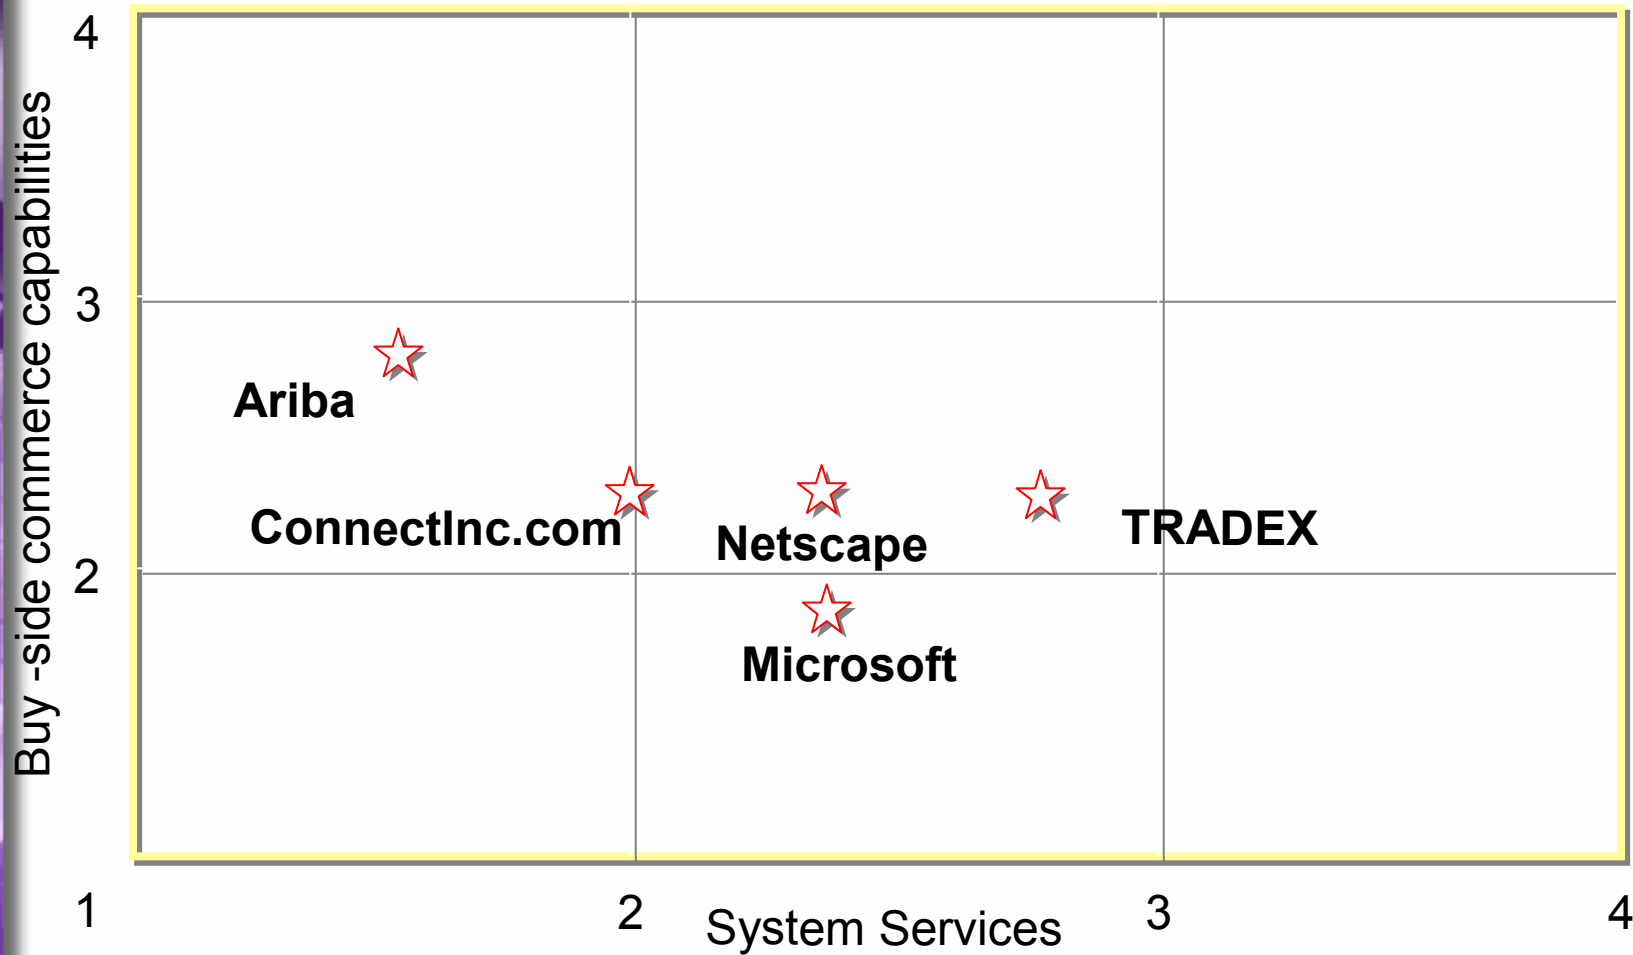 4
Buy -side commerce capabilities
3
Ariba
ConnectInc.com
Netscape
TRADEX
2
Microsoft
1
2
3
4
System Services